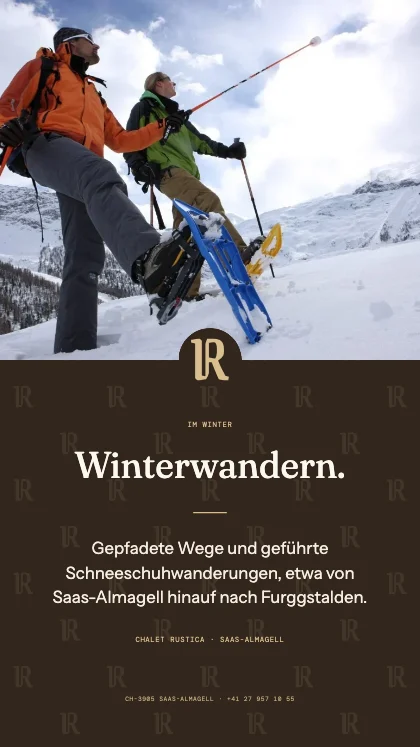 1R
IM WINTER
Winterwandern.
Gepfadete Wege und geführte
Schneeschuhwanderungen, etwa von
Saas-Almagell hinauf nach Furggstalden.
CHALET RUSTICA · SAAS-ALMAGELL
CH-3905 SAAS-ALMAGELL · +41 27 957 10 55